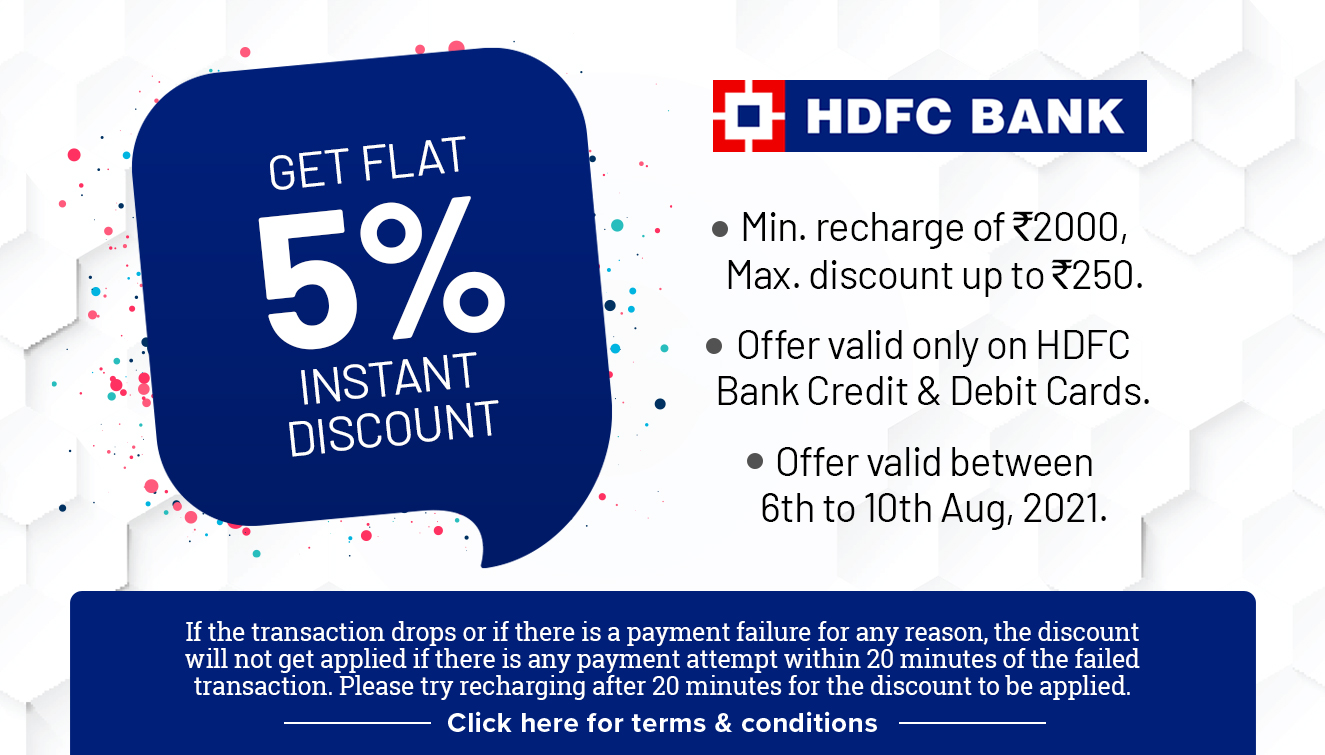 GET FLAT
5%
INSTANT
DISCOUNT
HDFC BANK
• Min. recharge of ₹2000,
Max. discount up to ₹250.
• Offer valid only on HDFC
Bank Credit & Debit Cards.
• Offer valid between
6th to 10th Aug, 2021.
If the transaction drops or if there is a payment failure for any reason, the discount
will not get applied if there is any payment attempt within 20 minutes of the failed
transaction. Please try recharging after 20 minutes for the discount to be applied.
Click here for terms & conditions